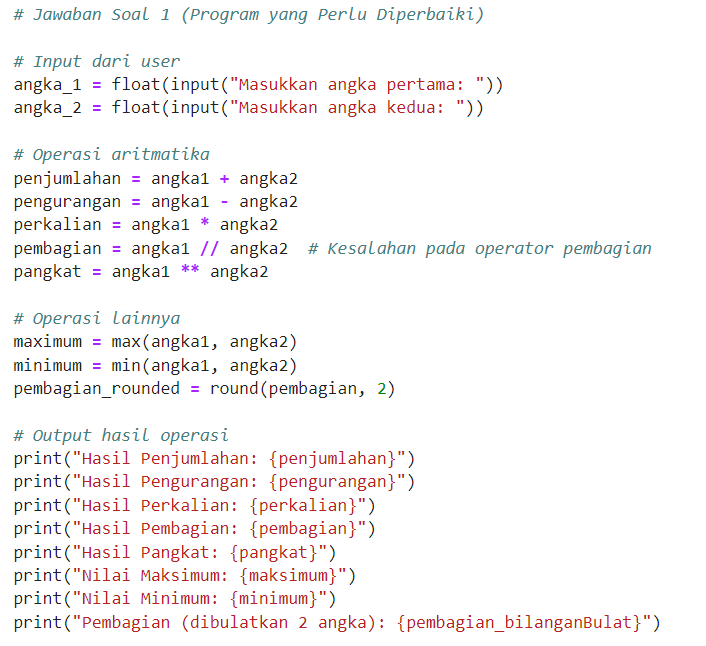 # Jawaban Soal 1 (Program yang Perlu Diperbaiki)
# Input dari user
angka_1 = float(input("Masukkan angka pertama: "))
angka_2 = float(input("Masukkan angka kedua: "))
# Operasi aritmatika
penjumlahan = angka1 + angka2
pengurangan = angka1 - angka2
perkalian = angka1 * angka2
pembagian = angka1 // angka2  # Kesalahan pada operator pembagian
pangkat = angka1 ** angka2
# Operasi lainnya
maximum = max(angka1, angka2)
minimum = min(angka1, angka2)
pembagian_rounded = round(pembagian, 2)
# Output hasil operasi
print("Hasil Penjumlahan: {penjumlahan}")
print("Hasil Pengurangan: {pengurangan}")
print("Hasil Perkalian: {perkalian}")
print("Hasil Pembagian: {pembagian}")
print("Hasil Pangkat: {pangkat}")
print("Nilai Maksimum: {maksimum}")
print("Nilai Minimum: {minimum}")
print("Pembagian (dibulatkan 2 angka): {pembagian_bilanganBulat}")